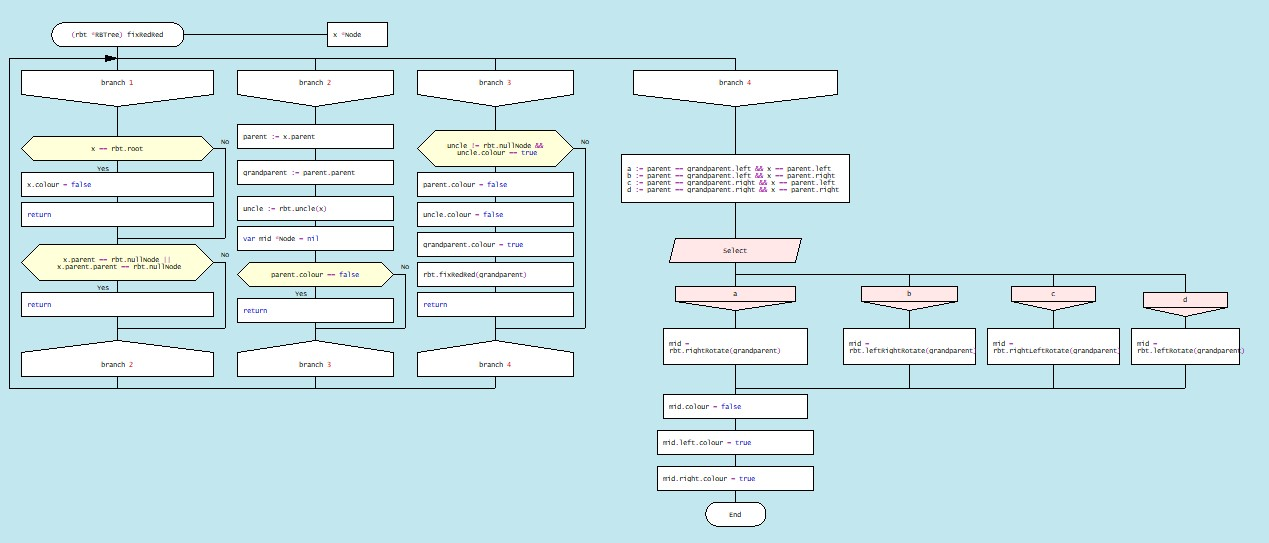 (rbt *RBTree) fixRedRed
x *Node
branch 1
x == rbt.root
No
Yes
x.colour = false
return
x.parent == rbt.nullNode ||
x.parent.parent == rbt.nullNode
No
Yes
return
branch 2
branch 2
parent := x.parent
grandparent := parent.parent
uncle := rbt.uncle(x)
var mid *Node = nil
parent.colour == false
No
Yes
return
branch 3
branch 3
uncle != rbt.nullNode &&
uncle.colour == true
No
parent.colour = false
uncle.colour = false
grandparent.colour = true
rbt.fixRedRed(grandparent)
return
branch 4
branch 4
a := parent == grandparent.left && x == parent.left
b := parent == grandparent.left && x == parent.right
c := parent == grandparent.right && x == parent.left
d := parent == grandparent.right && x == parent.right
Select
a
mid =
rbt.rightRotate(grandparent)
b
mid =
rbt.leftRightRotate(grandparent)
c
mid =
rbt.rightLeftRotate(grandparent)
d
mid =
rbt.leftRotate(grandparent)
mid.colour = false
mid.left.colour = true
mid.right.colour = true
End